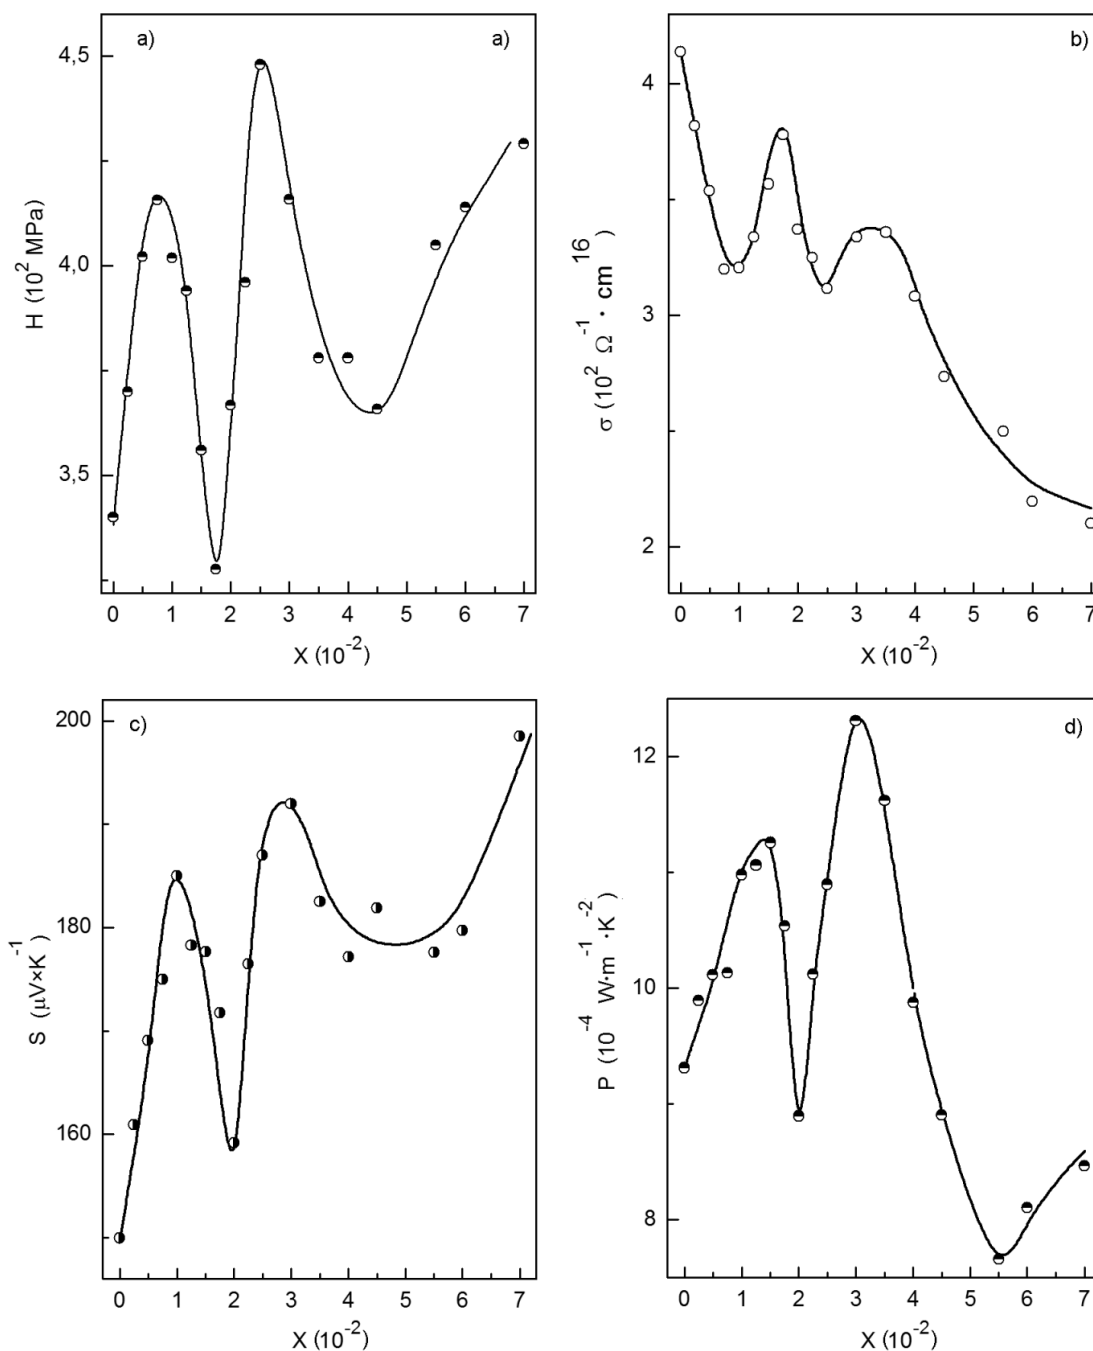 a) a)
4,5
4,0
3,5
H (10² MPa)
0 1 2 3 4 5 6 7
X (10⁻²)
b)
4
3
2
σ (10² Ω⁻¹ · cm¹⁶)
0 1 2 3 4 5 6 7
X (10⁻²)
c)
200
180
160
S (μV×K⁻¹)
0 1 2 3 4 5 6 7
X (10⁻²)
d)
12
10
8
P (10⁻⁴ W·m⁻¹·K⁻²)
0 1 2 3 4 5 6 7
X (10⁻²)